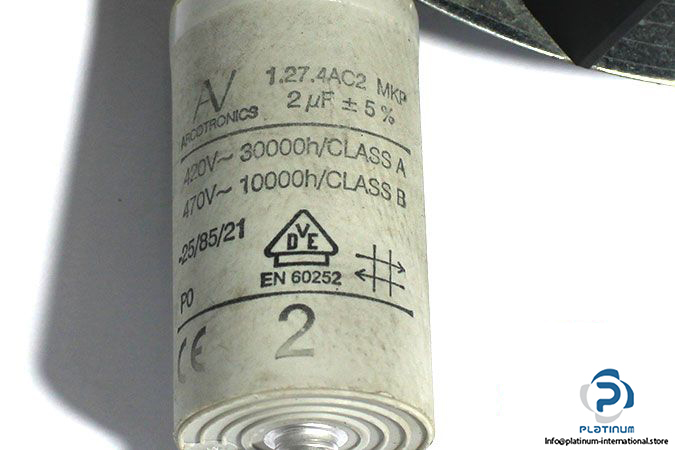 AV
ARCOTRONICS
1.27.4AC2 MKP
2 µF ± 5 %
420V~ 30000h/CLASS A
470V~ 10000h/CLASS B
-25/85/21
DVE
EN 60252
P0
CE
2
PLATINUM
Info@platinum-international.store